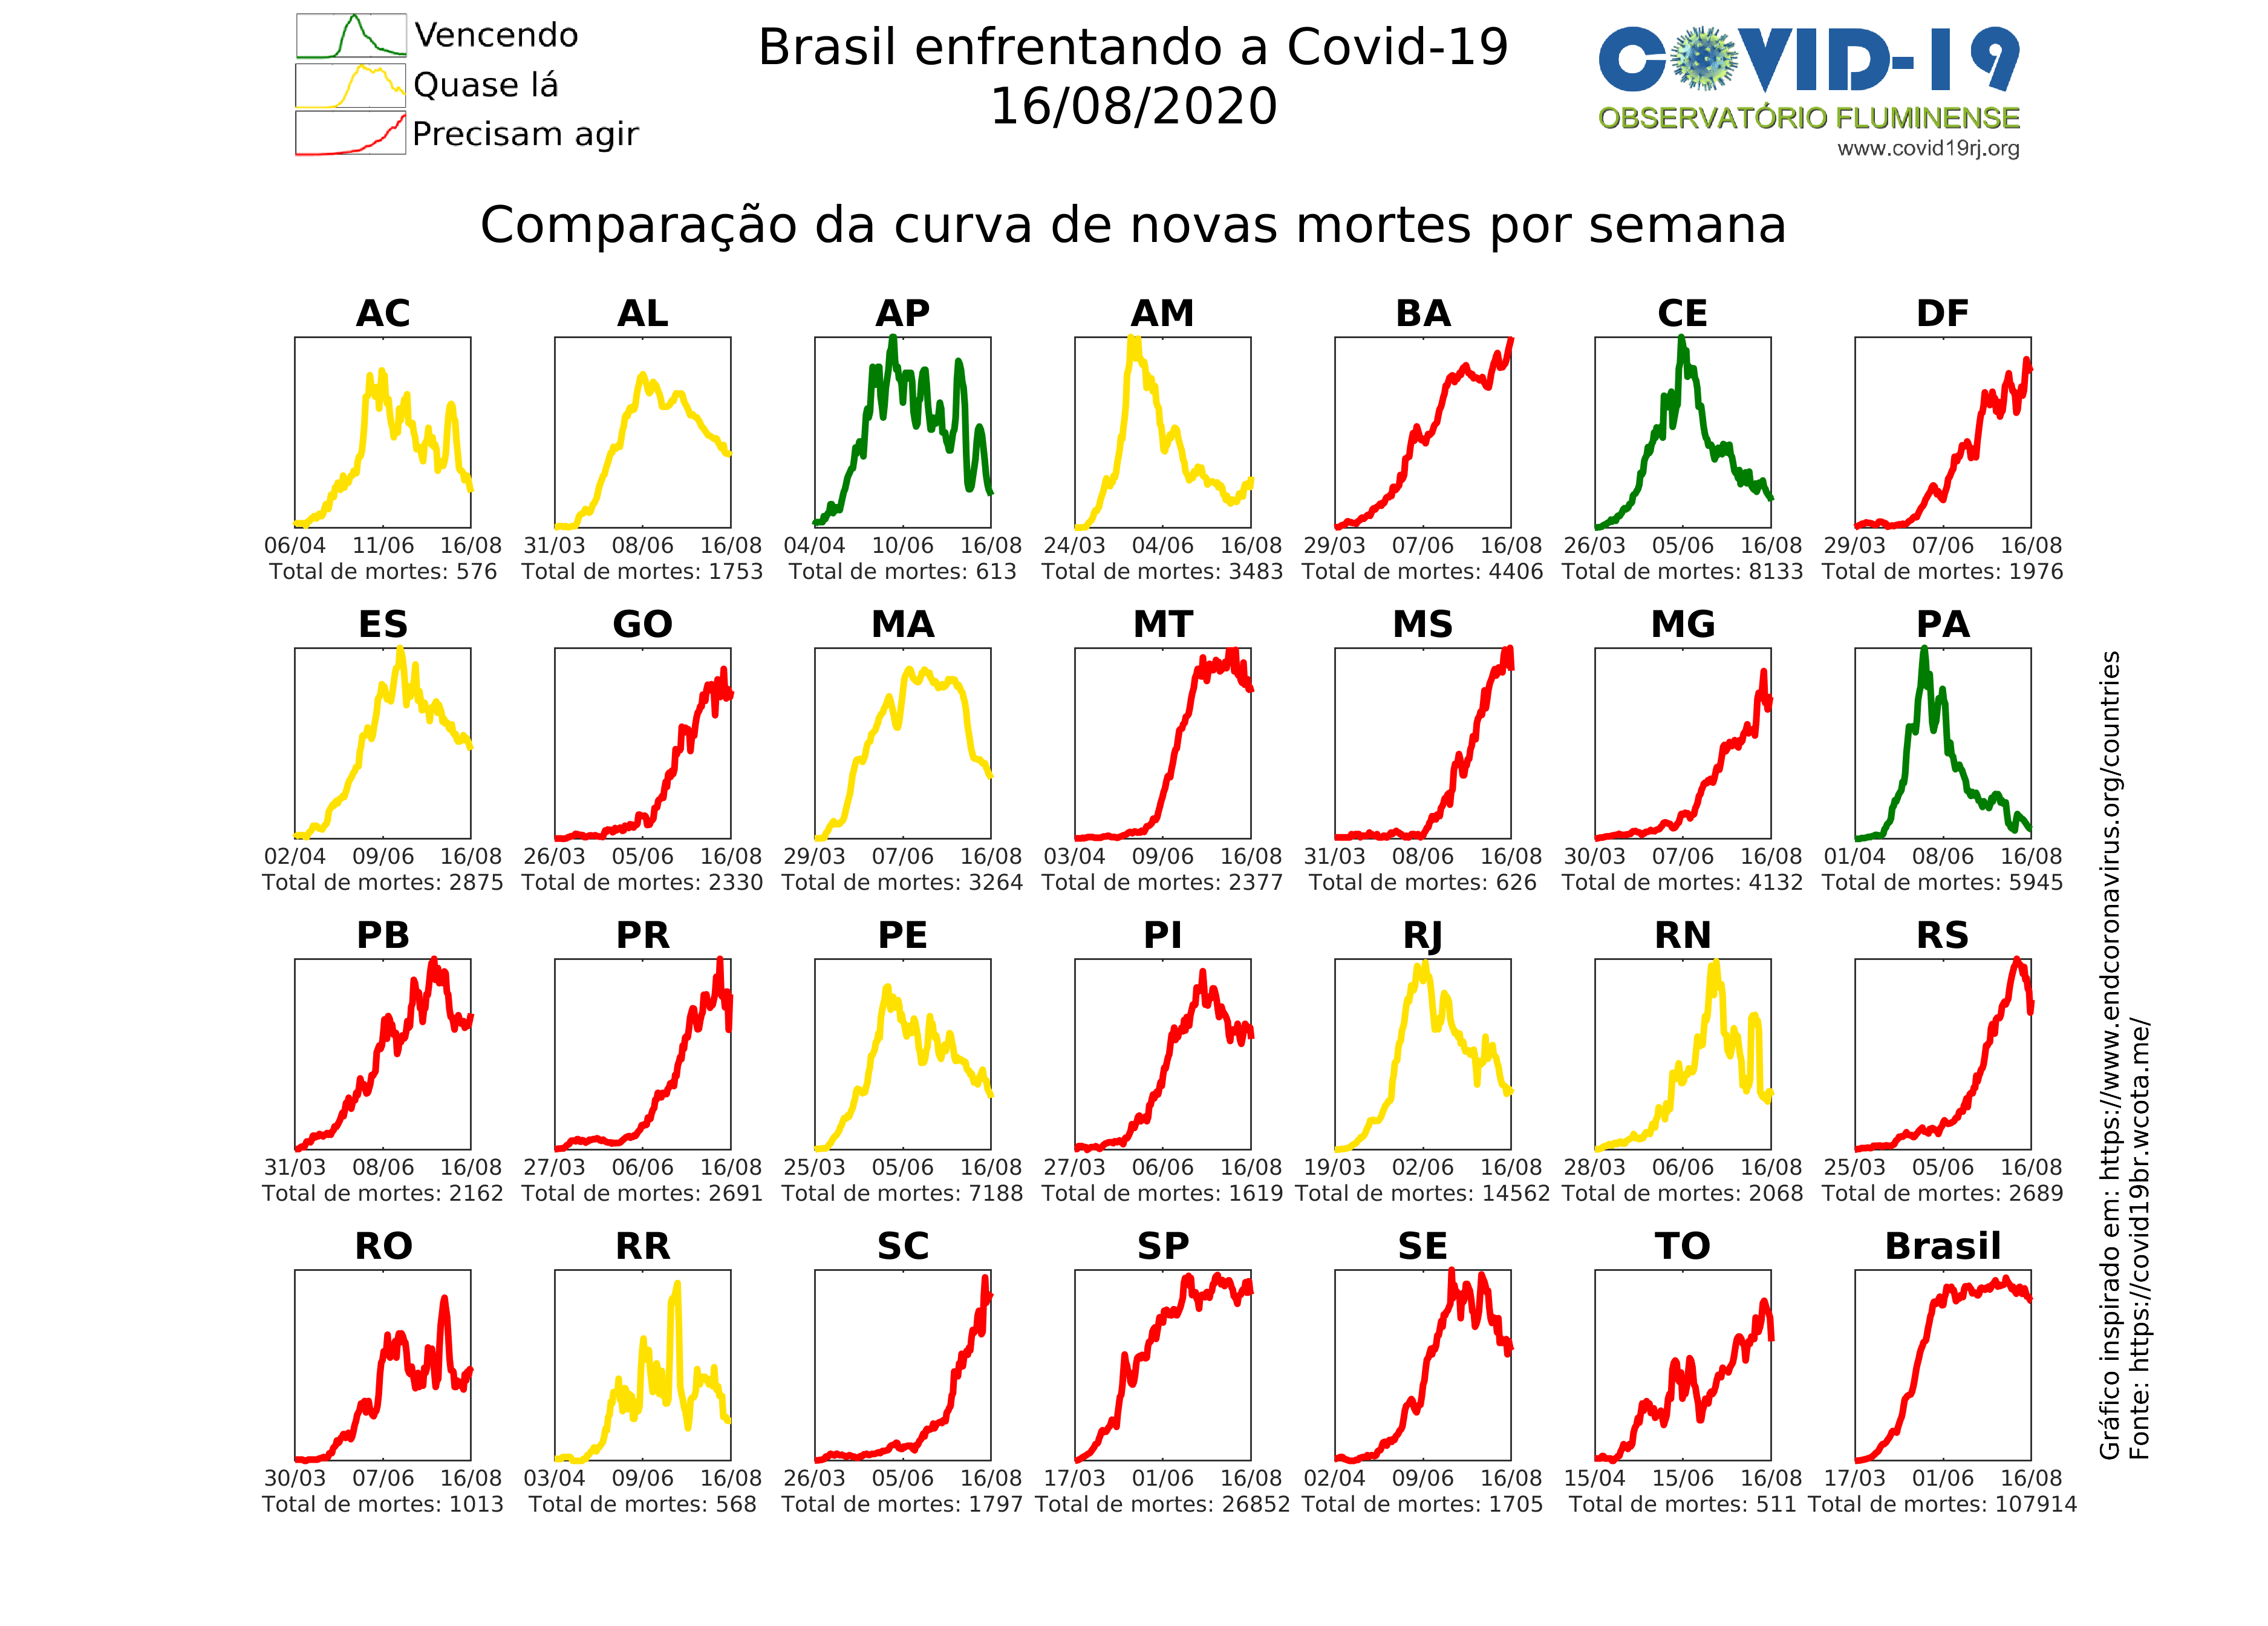 Vencendo
Quase lá
Precisam agir
Brasil enfrentando a Covid-19
16/08/2020
COVID-19
OBSERVATÓRIO FLUMINENSE
www.covid19rj.org
Comparação da curva de novas mortes por semana
AC AL AP AM BA CE DF
06/04 11/06 16/08 31/03 08/06 16/08 04/04 10/06 16/08 24/03 04/06 16/08 29/03 07/06 16/08 26/03 05/06 16/08 29/03 07/06 16/08
Total de mortes: 576 Total de mortes: 1753 Total de mortes: 613 Total de mortes: 3483 Total de mortes: 4406 Total de mortes: 8133 Total de mortes: 1976
ES GO MA MT MS MG PA
02/04 09/06 16/08 26/03 05/06 16/08 29/03 07/06 16/08 03/04 09/06 16/08 31/03 08/06 16/08 30/03 07/06 16/08 01/04 08/06 16/08
Total de mortes: 2875 Total de mortes: 2330 Total de mortes: 3264 Total de mortes: 2377 Total de mortes: 626 Total de mortes: 4132 Total de mortes: 5945
PB PR PE PI RJ RN RS
31/03 08/06 16/08 27/03 06/06 16/08 25/03 05/06 16/08 27/03 06/06 16/08 19/03 02/06 16/08 28/03 06/06 16/08 25/03 05/06 16/08
Total de mortes: 2162 Total de mortes: 2691 Total de mortes: 7188 Total de mortes: 1619 Total de mortes: 14562 Total de mortes: 2068 Total de mortes: 2689
RO RR SC SP SE TO Brasil
30/03 07/06 16/08 03/04 09/06 16/08 26/03 05/06 16/08 17/03 01/06 16/08 02/04 09/06 16/08 15/04 15/06 16/08 17/03 01/06 16/08
Total de mortes: 1013 Total de mortes: 568 Total de mortes: 1797 Total de mortes: 26852 Total de mortes: 1705 Total de mortes: 511 Total de mortes: 107914
Gráfico inspirado em: https://www.endcoronavirus.org/countries
Fonte: https://covid19br.wcota.me/